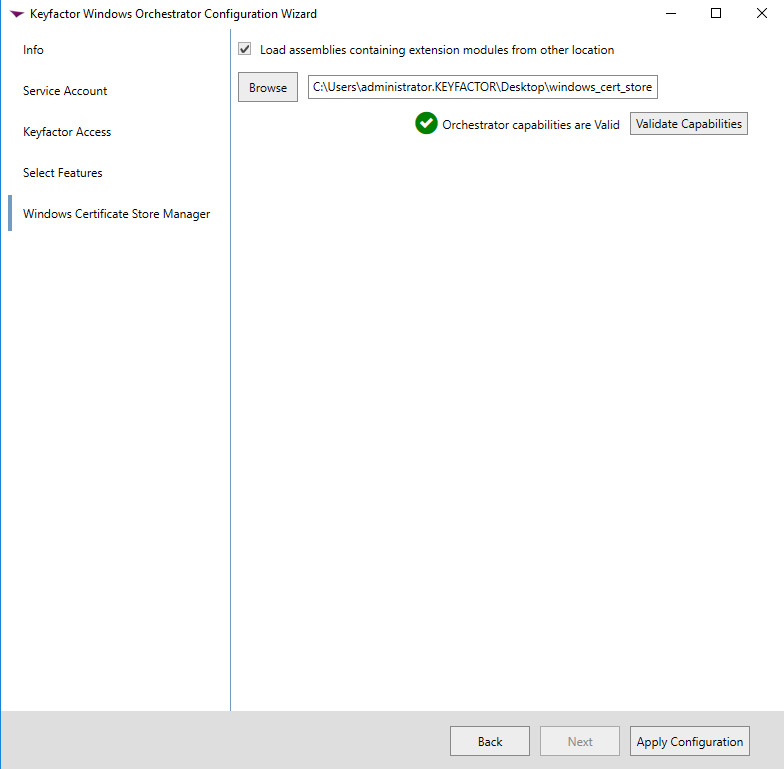 Keyfactor Windows Orchestrator Configuration Wizard
Info
Service Account
Keyfactor Access
Select Features
Windows Certificate Store Manager
Load assemblies containing extension modules from other location
Browse
C:\Users\administrator.KEYFACTOR\Desktop\windows_cert_store
Orchestrator capabilities are Valid
Validate Capabilities
Back
Next
Apply Configuration